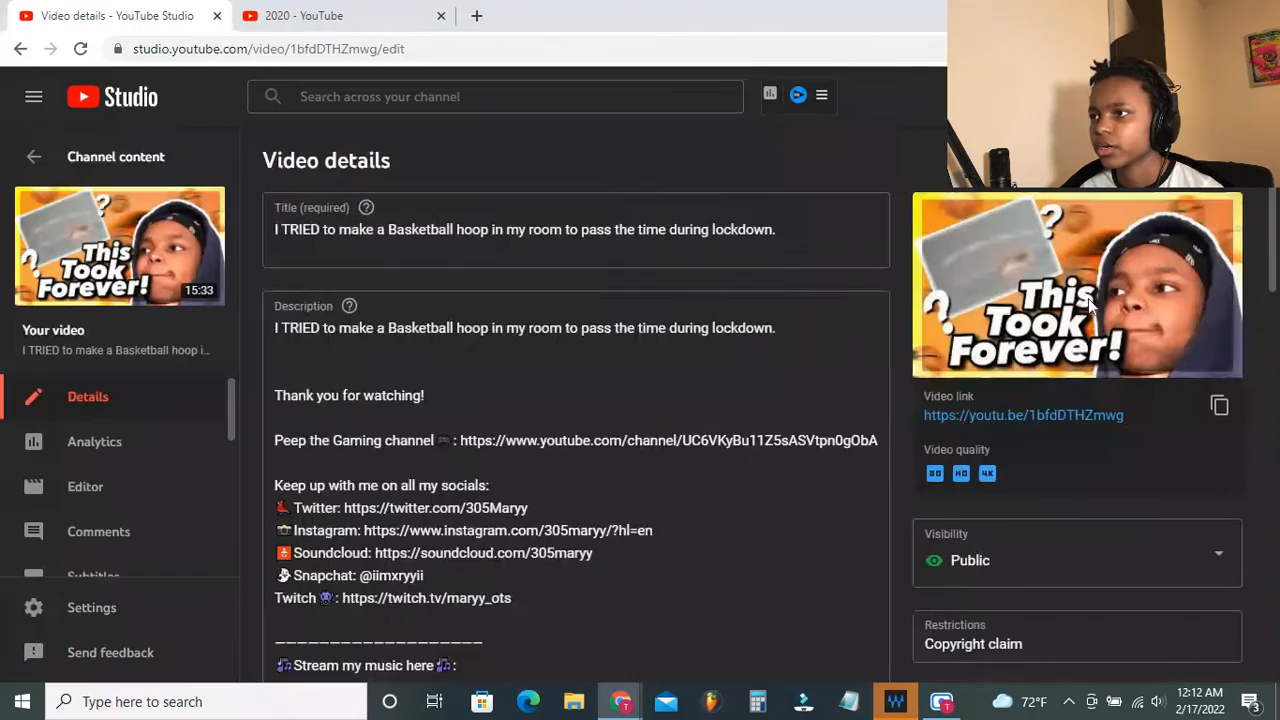 Video details - YouTube Studio
2020 - YouTube
studio.youtube.com/video/1bfdDTHZmwg/edit
Studio
Search across your channel
Channel content
?
?
This
Took
Forever!
15:33
Your video
I TRIED to make a Basketball hoop i...
Details
Analytics
Editor
Comments
Subtitles
Settings
Send feedback
Video details
Title (required)
I TRIED to make a Basketball hoop in my room to pass the time during lockdown.
Description
I TRIED to make a Basketball hoop in my room to pass the time during lockdown.
Thank you for watching!
Peep the Gaming channel🎮: https://www.youtube.com/channel/UC6VKyBu11Z5sASVtpn0gObA
Keep up with me on all my socials:
Twitter: https://twitter.com/305Maryy
Instagram: https://www.instagram.com/305maryy/?hl=en
Soundcloud: https://soundcloud.com/305maryy
Snapchat: @iimxryyii
Twitch👾: https://twitch.tv/maryy_ots
———————————————————
🎶Stream my music here🎶:
?
?
This
Took
Forever!
Video link
https://youtu.be/1bfdDTHZmwg
Video quality
SD HD 4K
Visibility
Public
Restrictions
Copyright claim
Type here to search
72°F
12:12 AM
2/17/2022
3